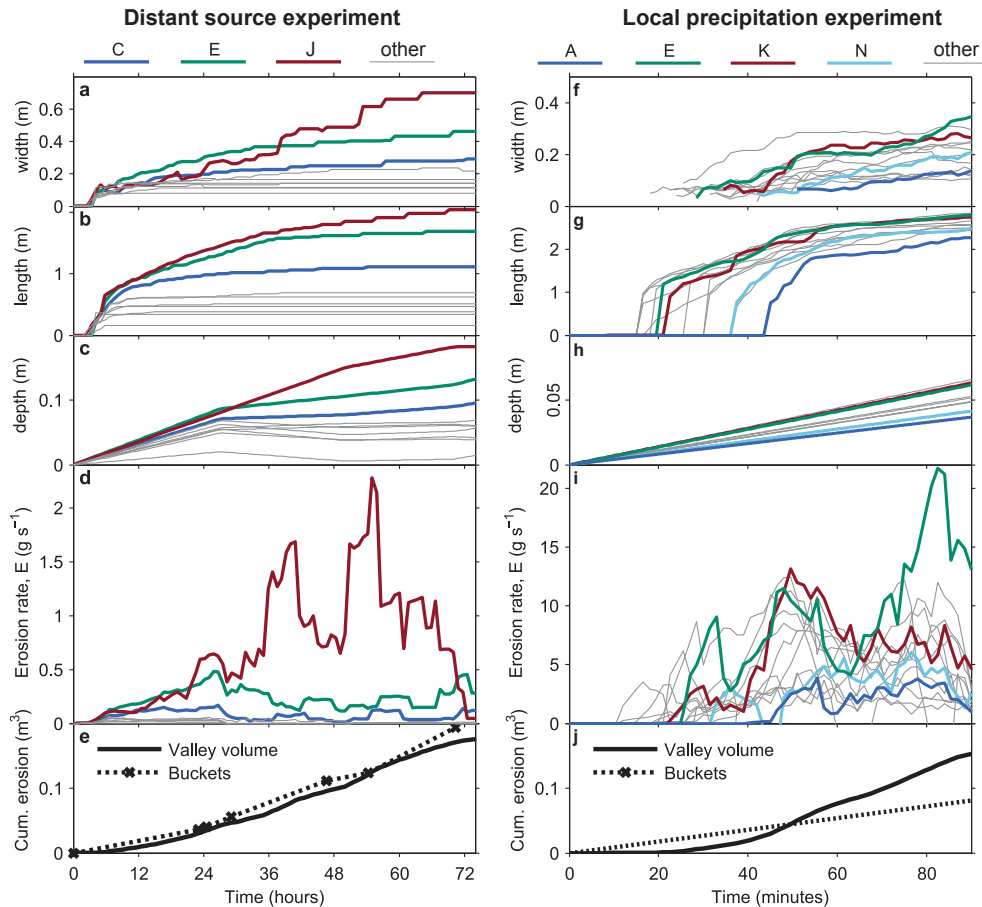 Distant source experiment
C E J other
a
width (m)
0.6
0.4
0.2
0
b
length (m)
1
0
c
depth (m)
0.1
0
d
Erosion rate, E (g s⁻¹)
2
1.5
1
0.5
0
e
Valley volume
Buckets
Cum. erosion (m³)
0.1
0
0 12 24 36 48 60 72
Time (hours)
Local precipitation experiment
A E K N other
f
width (m)
0.4
0.2
0
g
length (m)
2
1
0
h
depth (m)
0.05
0
i
Erosion rate, E (g s⁻¹)
20
15
10
5
0
j
Valley volume
Buckets
Cum. erosion (m³)
0.1
0
0 20 40 60 80
Time (minutes)